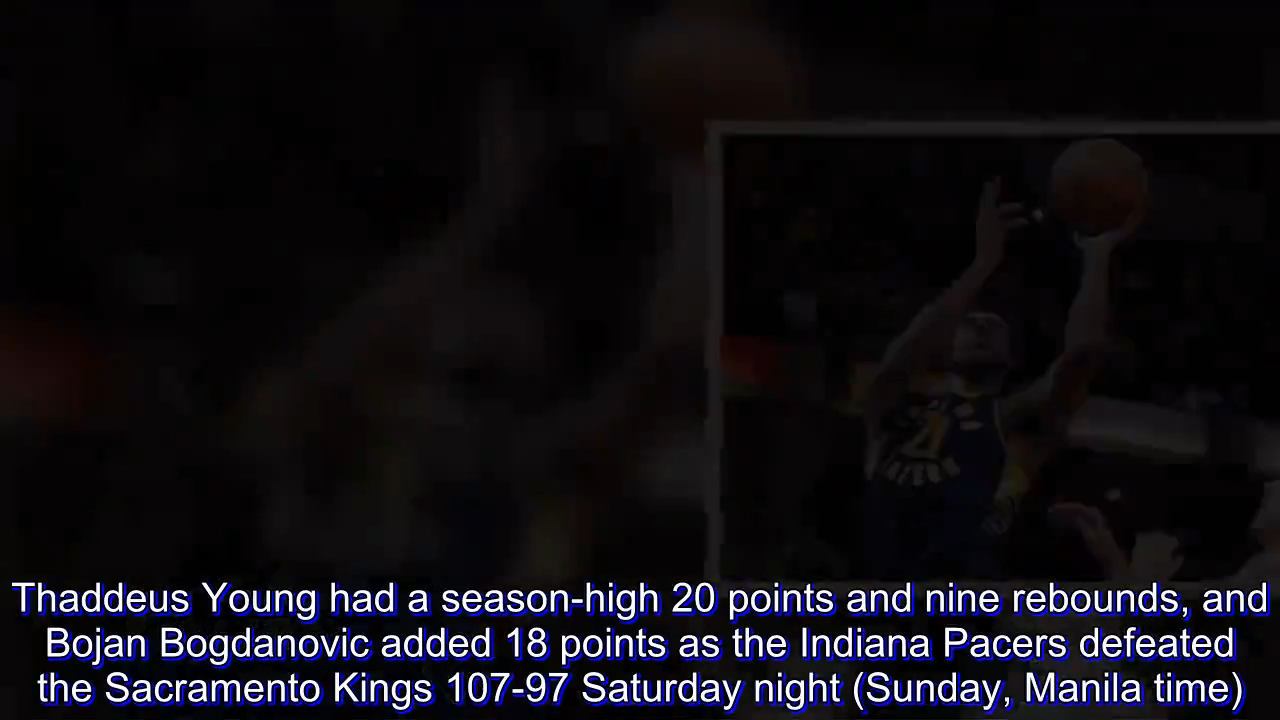 Thaddeus Young had a season-high 20 points and nine rebounds, and
Bojan Bogdanovic added 18 points as the Indiana Pacers defeated
the Sacramento Kings 107-97 Saturday night (Sunday, Manila time)